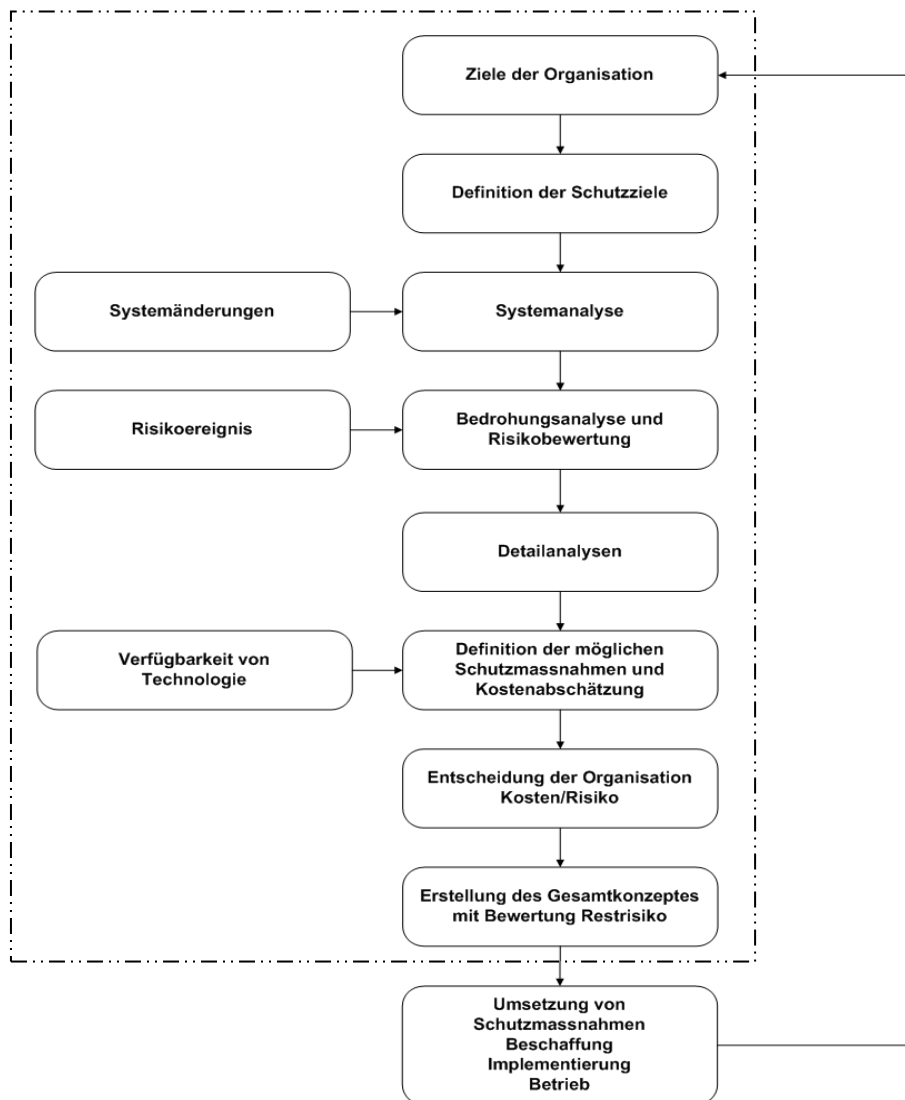 Ziele der Organisation
Definition der Schutzziele
Systemänderungen
Systemanalyse
Risikoereignis
Bedrohungsanalyse und
Risikobewertung
Detailanalysen
Verfügbarkeit von
Technologie
Definition der möglichen
Schutzmassnahmen und
Kostenabschätzung
Entscheidung der Organisation
Kosten/Risiko
Erstellung des Gesamtkonzeptes
mit Bewertung Restrisiko
Umsetzung von
Schutzmassnahmen
Beschaffung
Implementierung
Betrieb